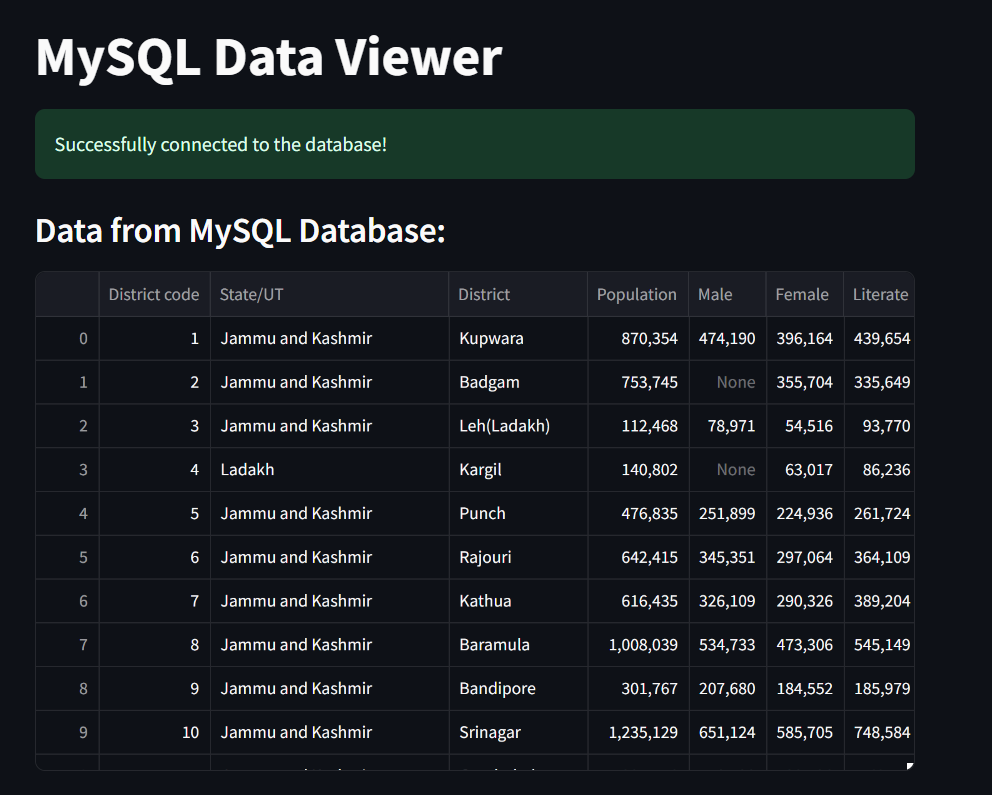 MySQL Data Viewer
Successfully connected to the database!
Data from MySQL Database:
District code State/UT District Population Male Female Literate
0 1 Jammu and Kashmir Kupwara 870,354 474,190 396,164 439,654
1 2 Jammu and Kashmir Badgam 753,745 None 355,704 335,649
2 3 Jammu and Kashmir Leh(Ladakh) 112,468 78,971 54,516 93,770
3 4 Ladakh Kargil 140,802 None 63,017 86,236
4 5 Jammu and Kashmir Punch 476,835 251,899 224,936 261,724
5 6 Jammu and Kashmir Rajouri 642,415 345,351 297,064 364,109
6 7 Jammu and Kashmir Kathua 616,435 326,109 290,326 389,204
7 8 Jammu and Kashmir Baramula 1,008,039 534,733 473,306 545,149
8 9 Jammu and Kashmir Bandipore 301,767 207,680 184,552 185,979
9 10 Jammu and Kashmir Srinagar 1,235,129 651,124 585,705 748,584